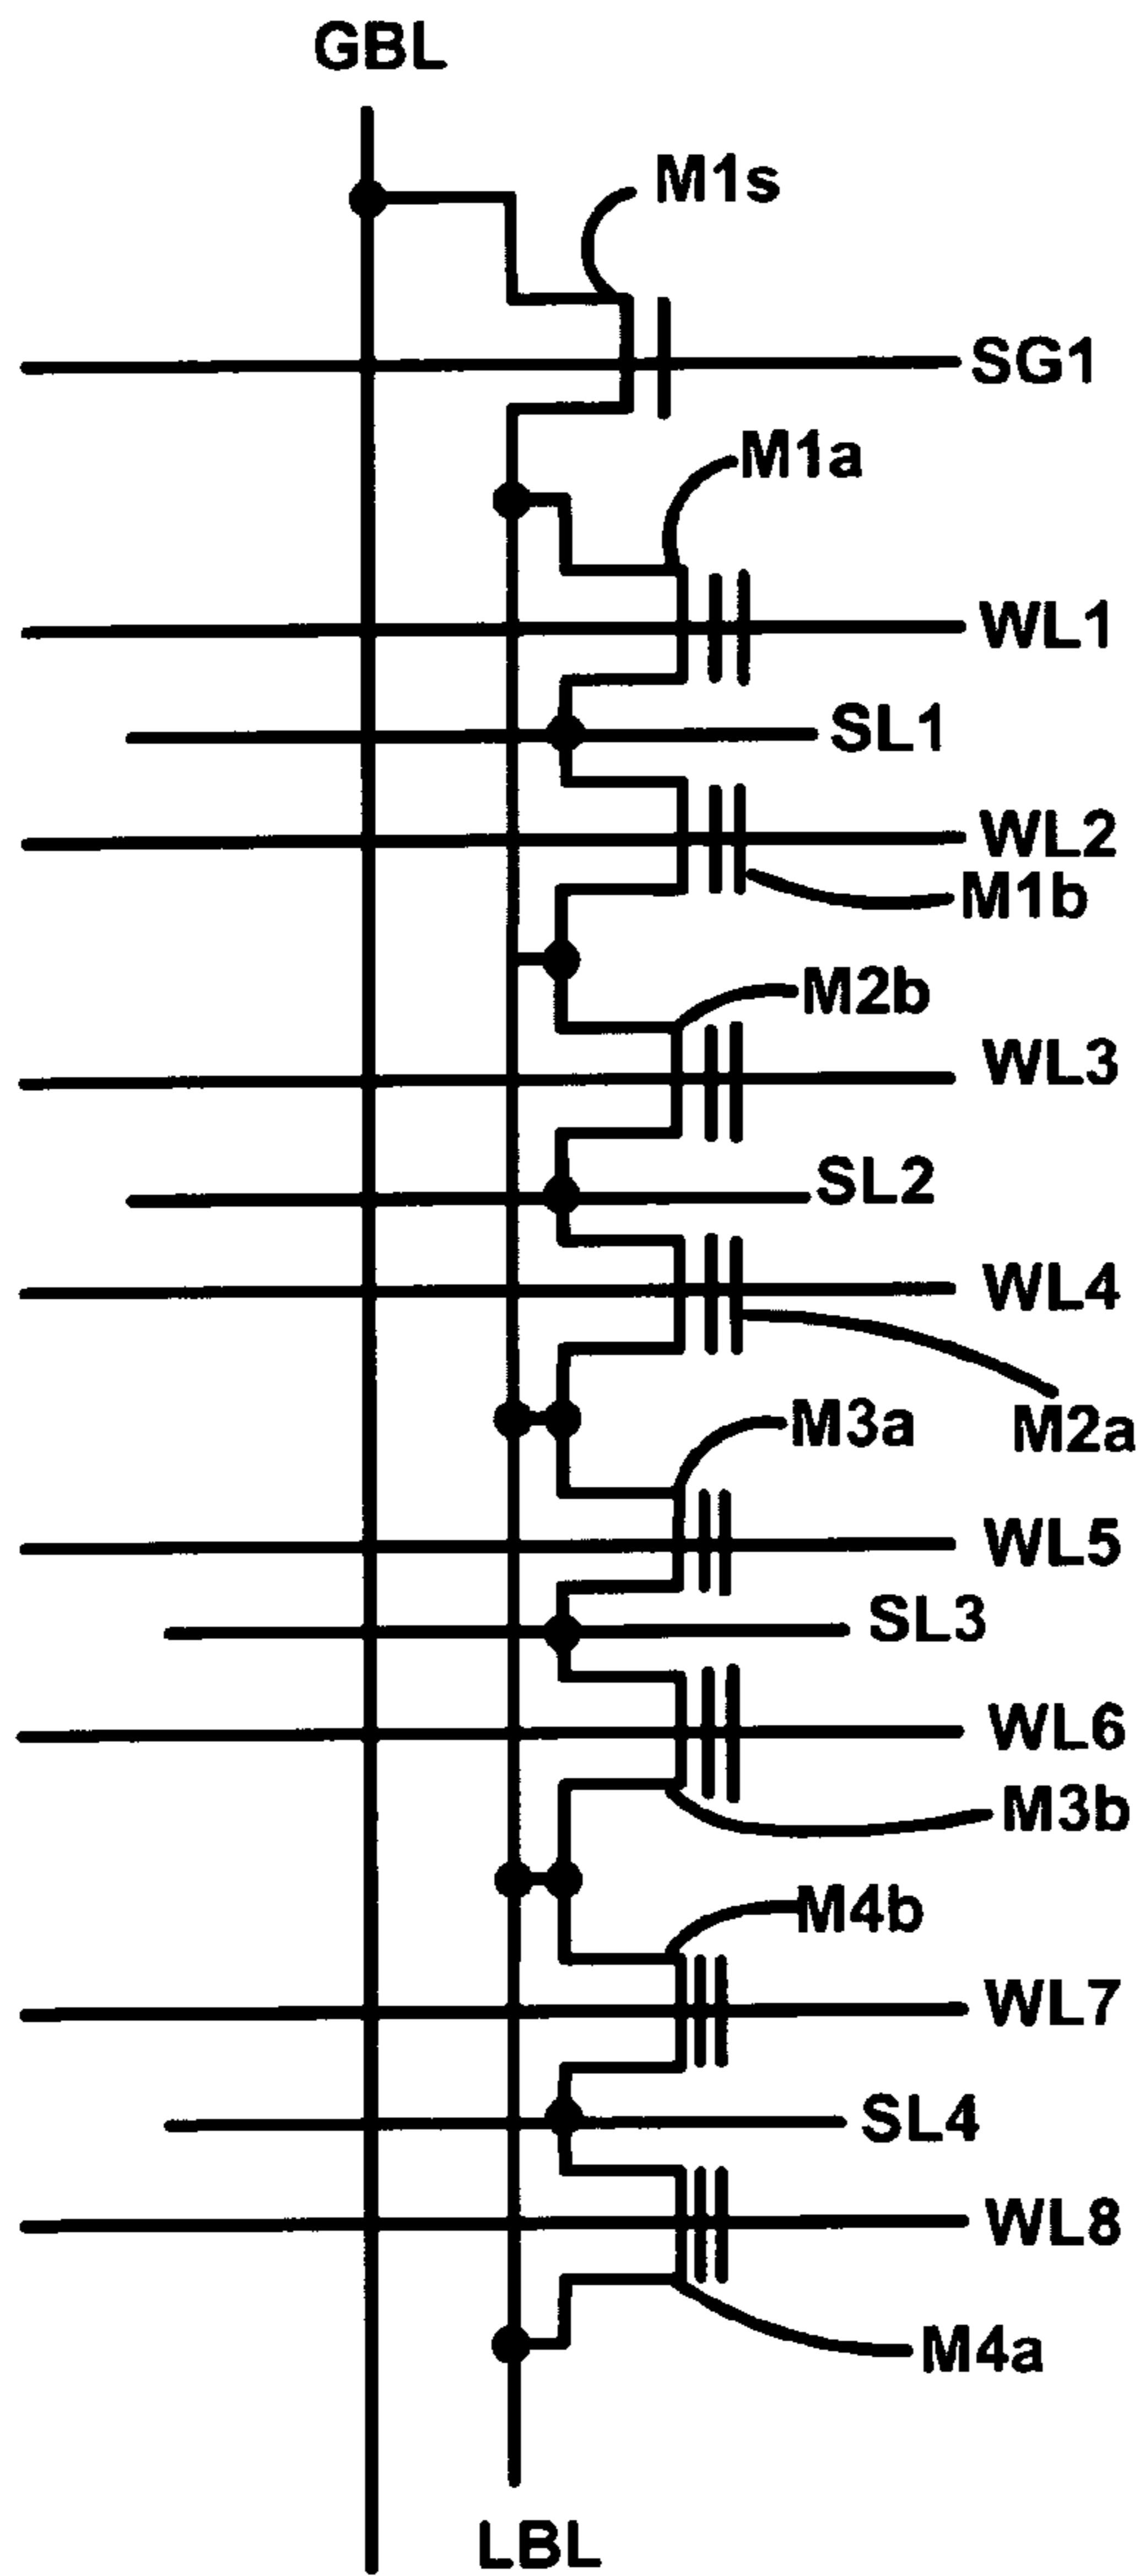 GBL
M1s
SG1
M1a
WL1
SL1
WL2
M1b
M2b
WL3
SL2
WL4
M3a
M2a
WL5
SL3
WL6
M3b
M4b
WL7
SL4
WL8
M4a
LBL